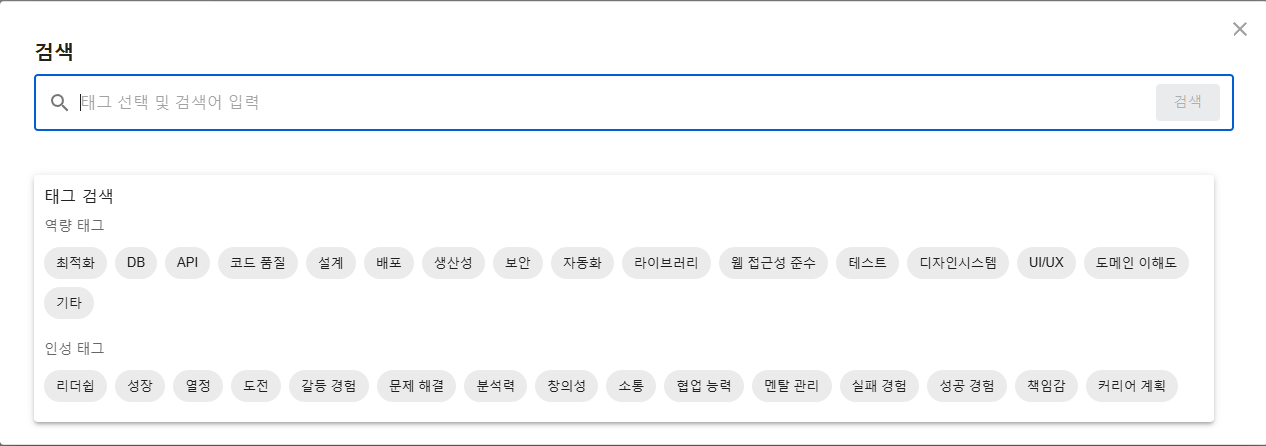 검색
태그 선택 및 검색어 입력 검색
태그 검색
역량 태그
최적화 DB API 코드 품질 설계 배포 생산성 보안 자동화 라이브러리 웹 접근성 준수 테스트 디자인시스템 UI/UX 도메인 이해도
기타
인성 태그
리더쉽 성장 열정 도전 갈등 경험 문제 해결 분석력 창의성 소통 협업 능력 멘탈 관리 실패 경험 성공 경험 책임감 커리어 계획